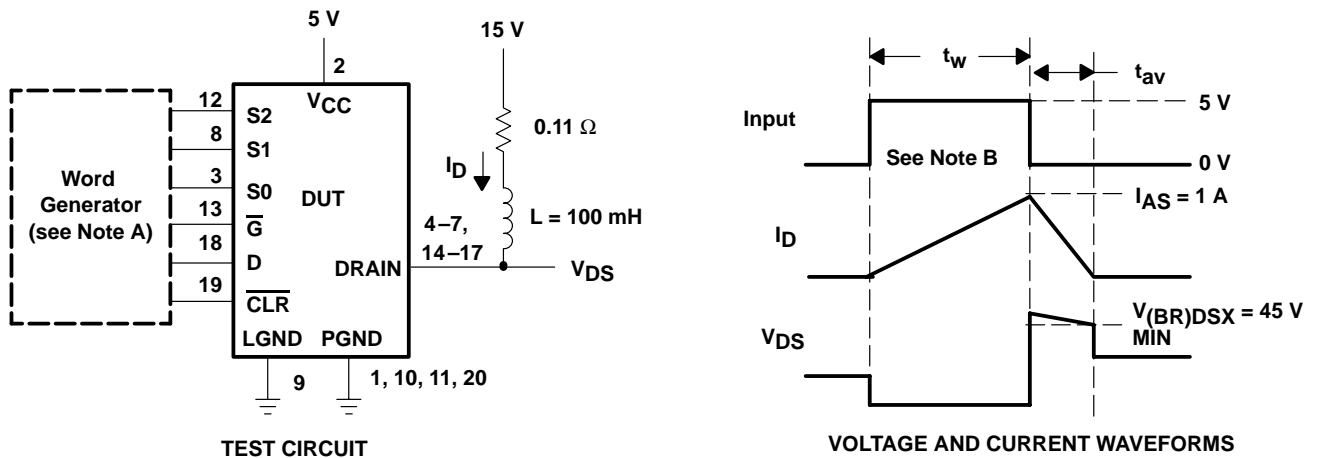 5 V
15 V
2
VCC
12
S2
8
S1
3
S0
13
G
18
D
19
CLR
Word
Generator
(see Note A)
DUT
DRAIN
4–7,
14–17
ID
0.11 Ω
L = 100 mH
VDS
LGND
PGND
9
1, 10, 11, 20
TEST CIRCUIT
tw
tav
Input
See Note B
5 V
0 V
ID
IAS = 1 A
VDS
V(BR)DSX = 45 V
MIN
VOLTAGE AND CURRENT WAVEFORMS